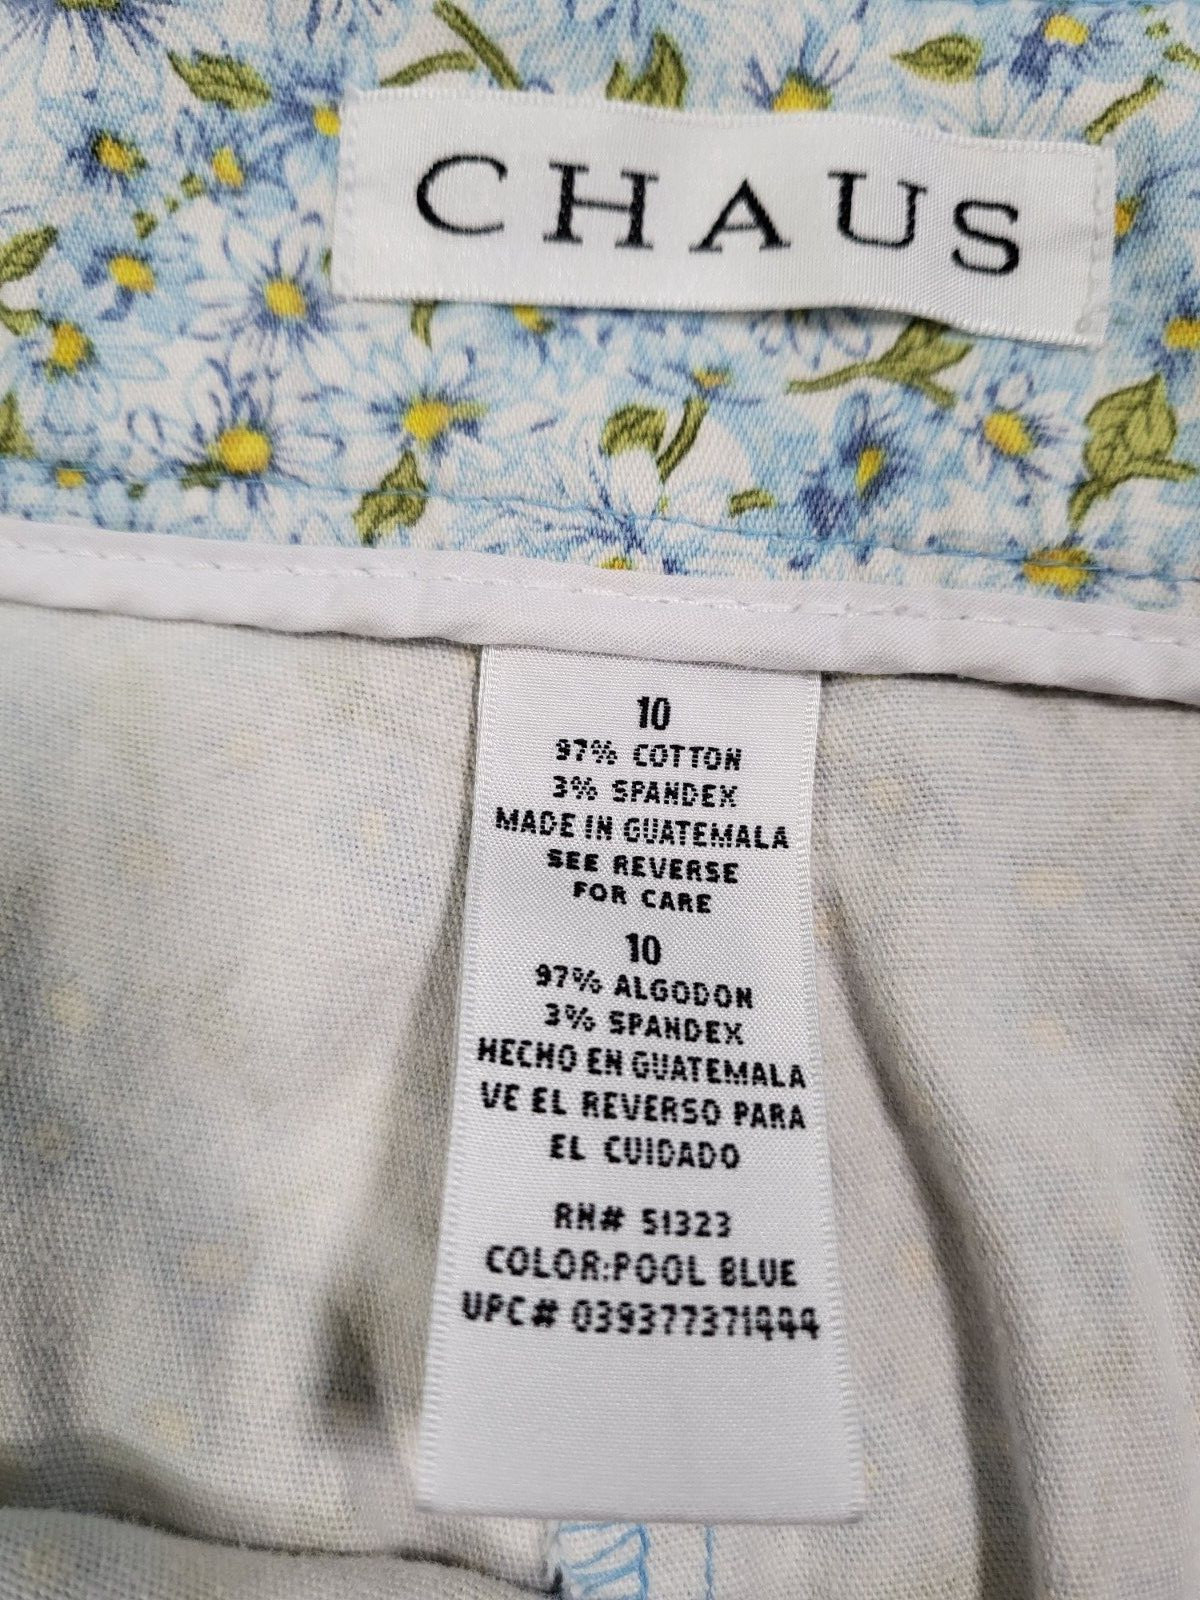 CHAUS
10
97% COTTON
3% SPANDEX
MADE IN GUATEMALA
SEE REVERSE
FOR CARE
10
97% ALGODON
3% SPANDEX
HECHO EN GUATEMALA
VE EL REVERSO PARA
EL CUIDADO
RN# 51323
COLOR:POOL BLUE
UPC# 039377371444